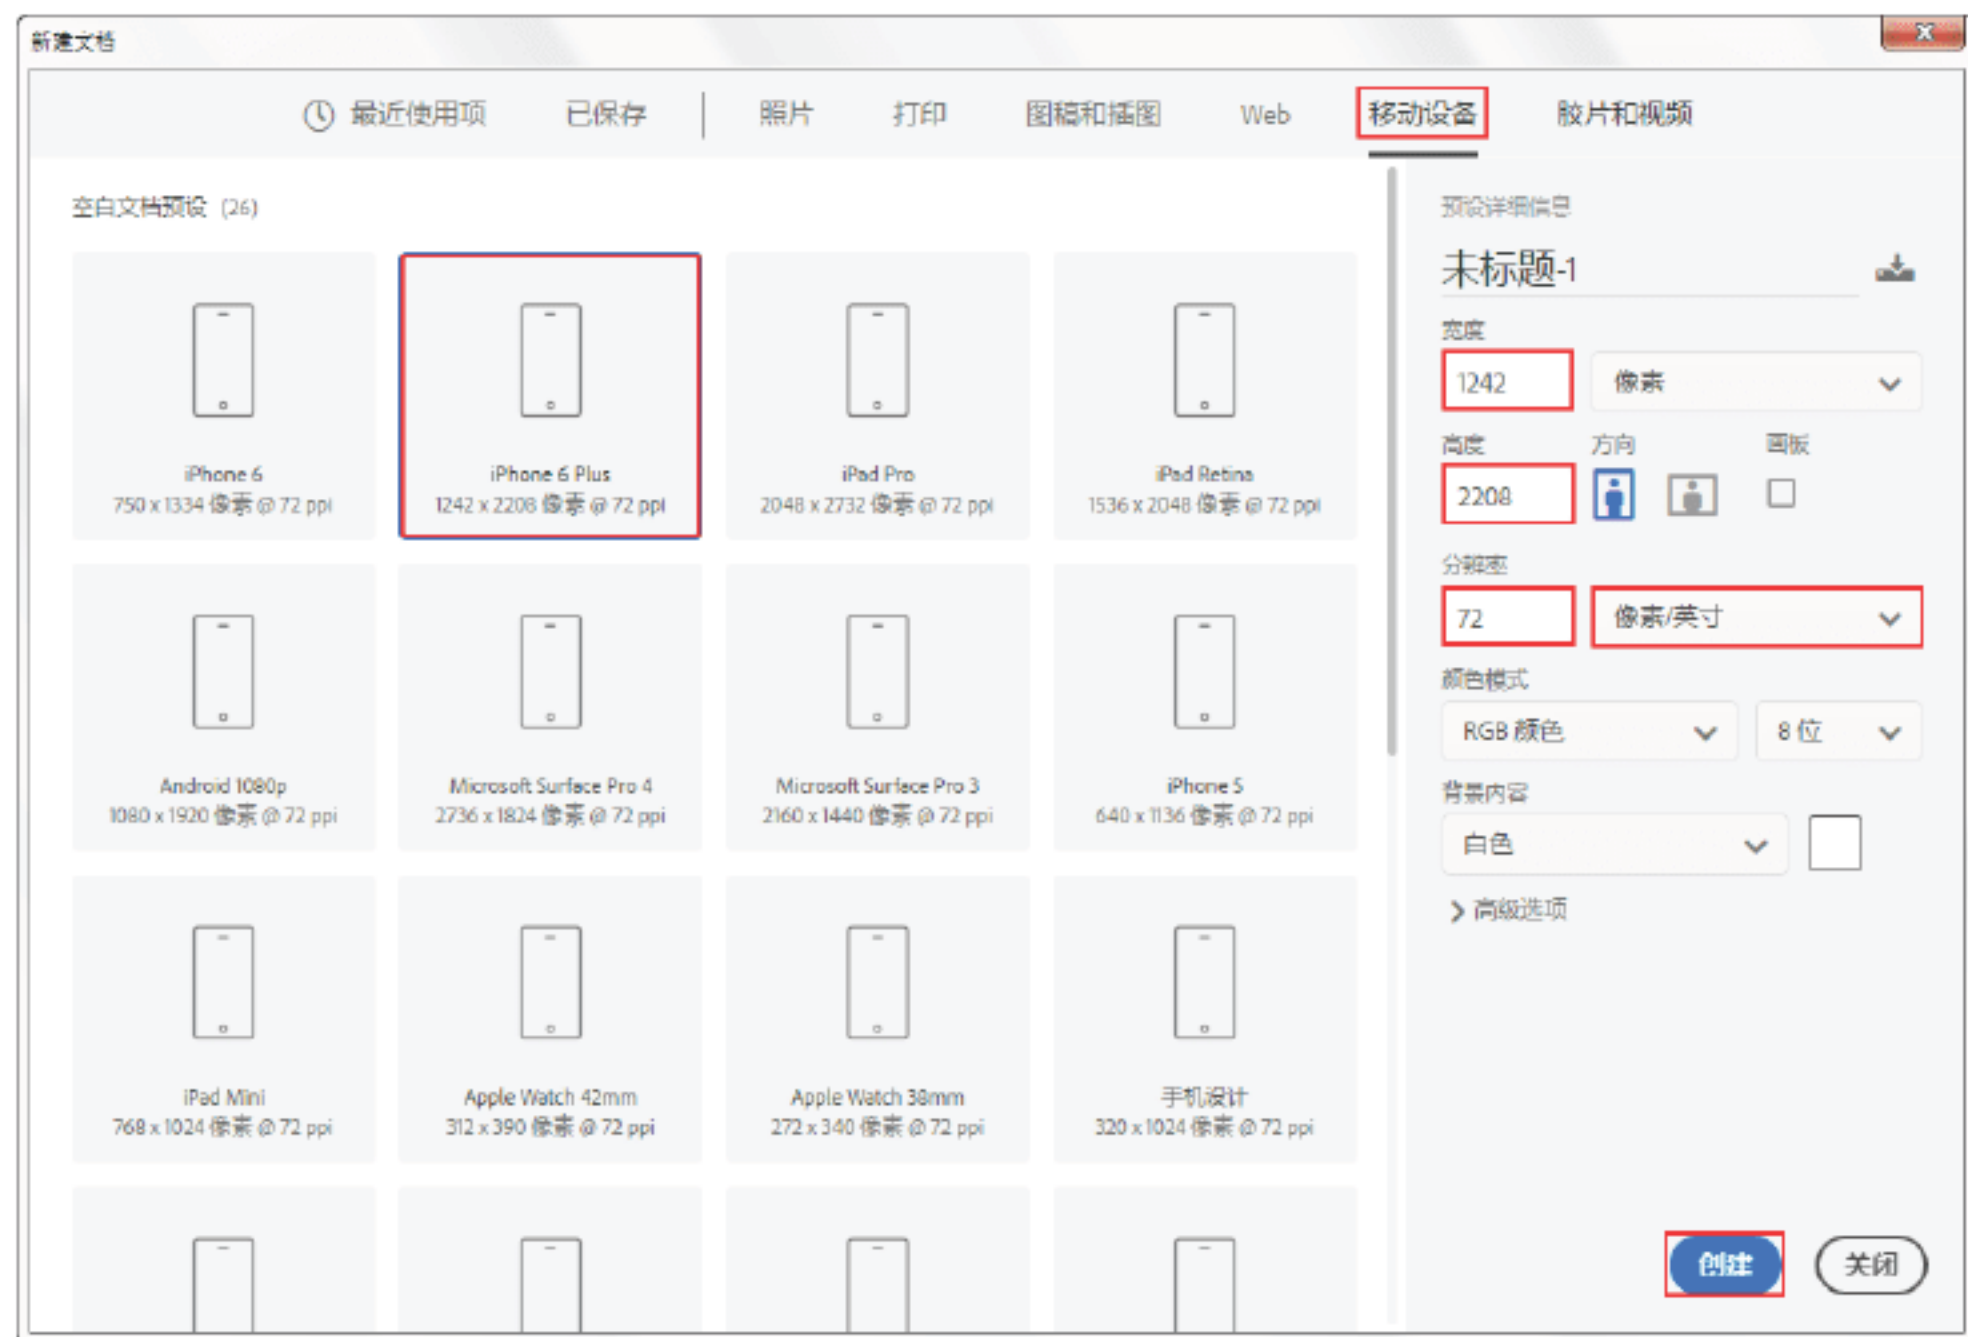 新建文档
最近使用项 已保存 照片 打印 图稿和插图 Web 移动设备 胶片和视频
空白文档预设 (26)
iPhone 6
750 x 1334 像素 @ 72 ppi
iPhone 6 Plus
1242 x 2208 像素 @ 72 ppi
iPad Pro
2048 x 2732 像素 @ 72 ppi
iPad Retina
1536 x 2048 像素 @ 72 ppi
Android 1080p
1080 x 1920 像素 @ 72 ppi
Microsoft Surface Pro 4
2736 x 1824 像素 @ 72 ppi
Microsoft Surface Pro 3
2160 x 1440 像素 @ 72 ppi
iPhone 5
640 x 1136 像素 @ 72 ppi
iPad Mini
768 x 1024 像素 @ 72 ppi
Apple Watch 42mm
312 x 390 像素 @ 72 ppi
Apple Watch 38mm
272 x 340 像素 @ 72 ppi
手机设计
320 x 1024 像素 @ 72 ppi
预设详细信息
未标题-1
宽度
1242 像素
高度 方向 画板
2208
分辨率
72 像素/英寸
颜色模式
RGB 颜色 8 位
背景内容
白色
高级选项
创建 关闭